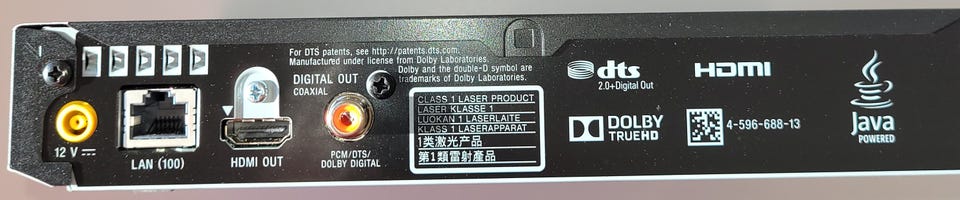 For DTS patents, see http://patents.dts.com.
Manufactured under license from Dolby Laboratories.
Dolby and the double-D symbol are
trademarks of Dolby Laboratories.
DIGITAL OUT
COAXIAL
12 V
LAN (100)
HDMI OUT
PCM/DTS/
DOLBY DIGITAL
CLASS 1 LASER PRODUCT
LASER KLASSE 1
LUOKAN 1 LASERLAITE
KLASS 1 LASERAPPARAT
1类激光产品
第1類雷射產品
dts
2.0+Digital Out
HDMI
DOLBY
TRUEHD
4-596-688-13
Java
POWERED